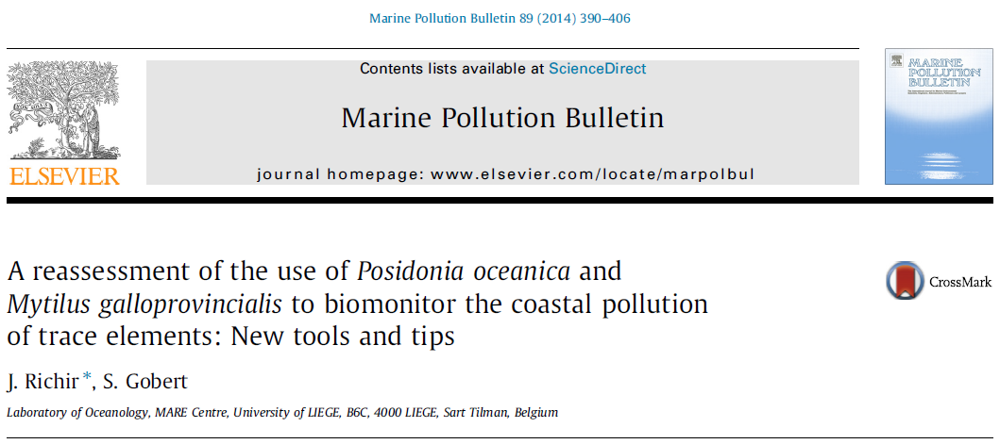 Marine Pollution Bulletin 89 (2014) 390–406
Contents lists available at ScienceDirect
Marine Pollution Bulletin
journal homepage: www.elsevier.com/locate/marpolbul
ELSEVIER
MARINE
POLLUTION
BULLETIN
A reassessment of the use of Posidonia oceanica and
Mytilus galloprovincialis to biomonitor the coastal pollution
of trace elements: New tools and tips
CrossMark
J. Richir *, S. Gobert
Laboratory of Oceanology, MARE Centre, University of LIEGE, B6C, 4000 LIEGE, Sart Tilman, Belgium